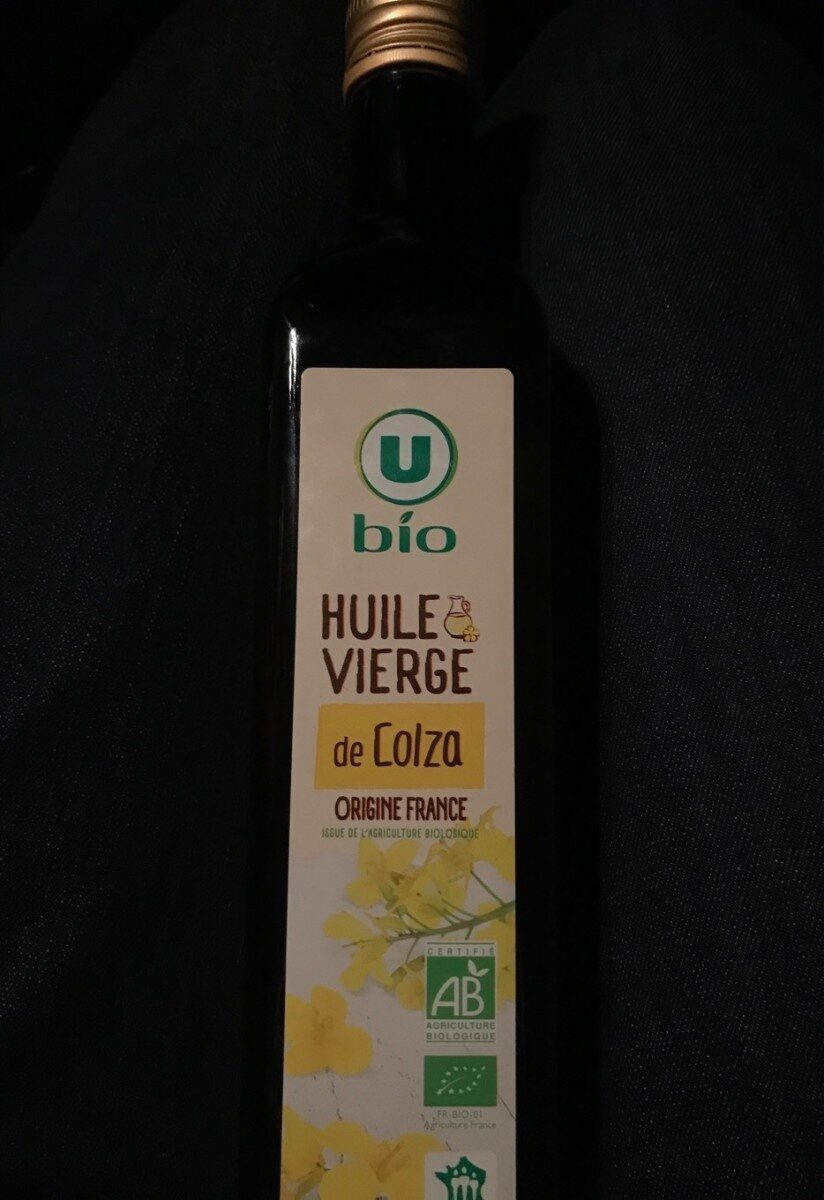 U
bio
HUILE
VIERGE
de Colza
ORIGINE FRANCE
ISSUE DE L'AGRICULTURE BIOLOGIQUE
CERTIFIÉ
AB
AGRICULTURE
BIOLOGIQUE
FR-BIO-01
Agriculture France